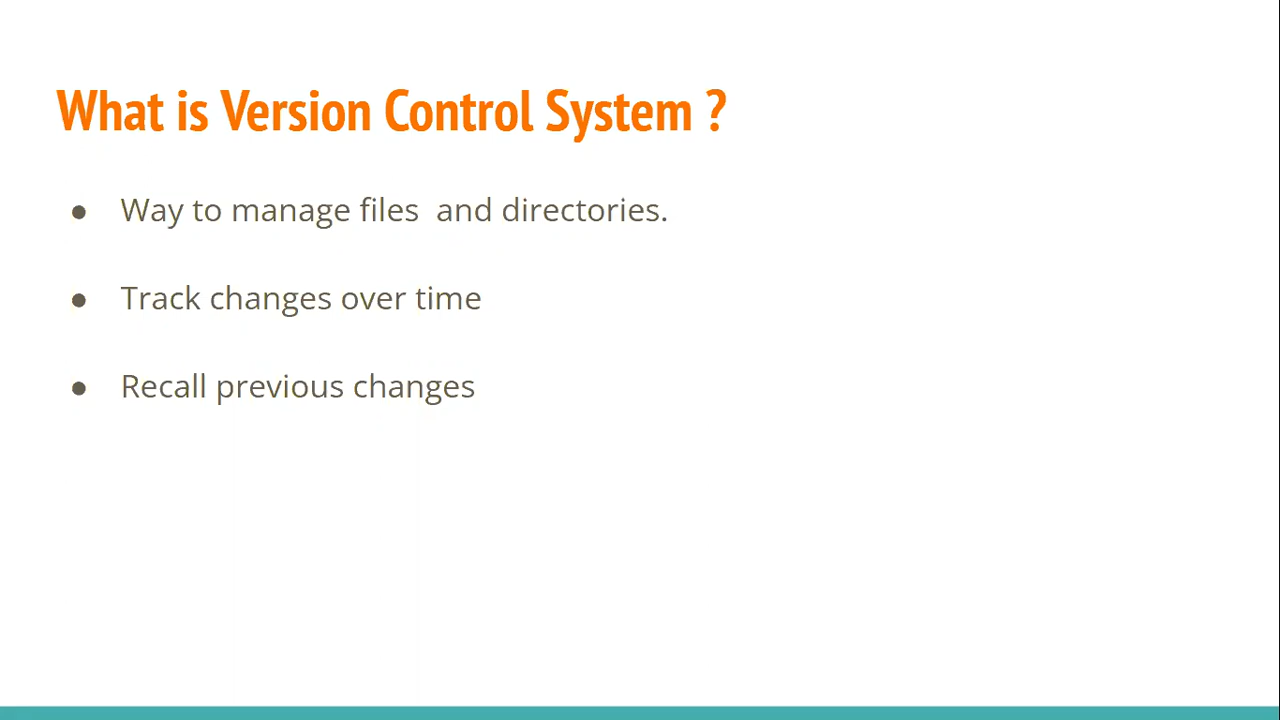 What is Version Control System ?
● Way to manage files  and directories.
● Track changes over time
● Recall previous changes